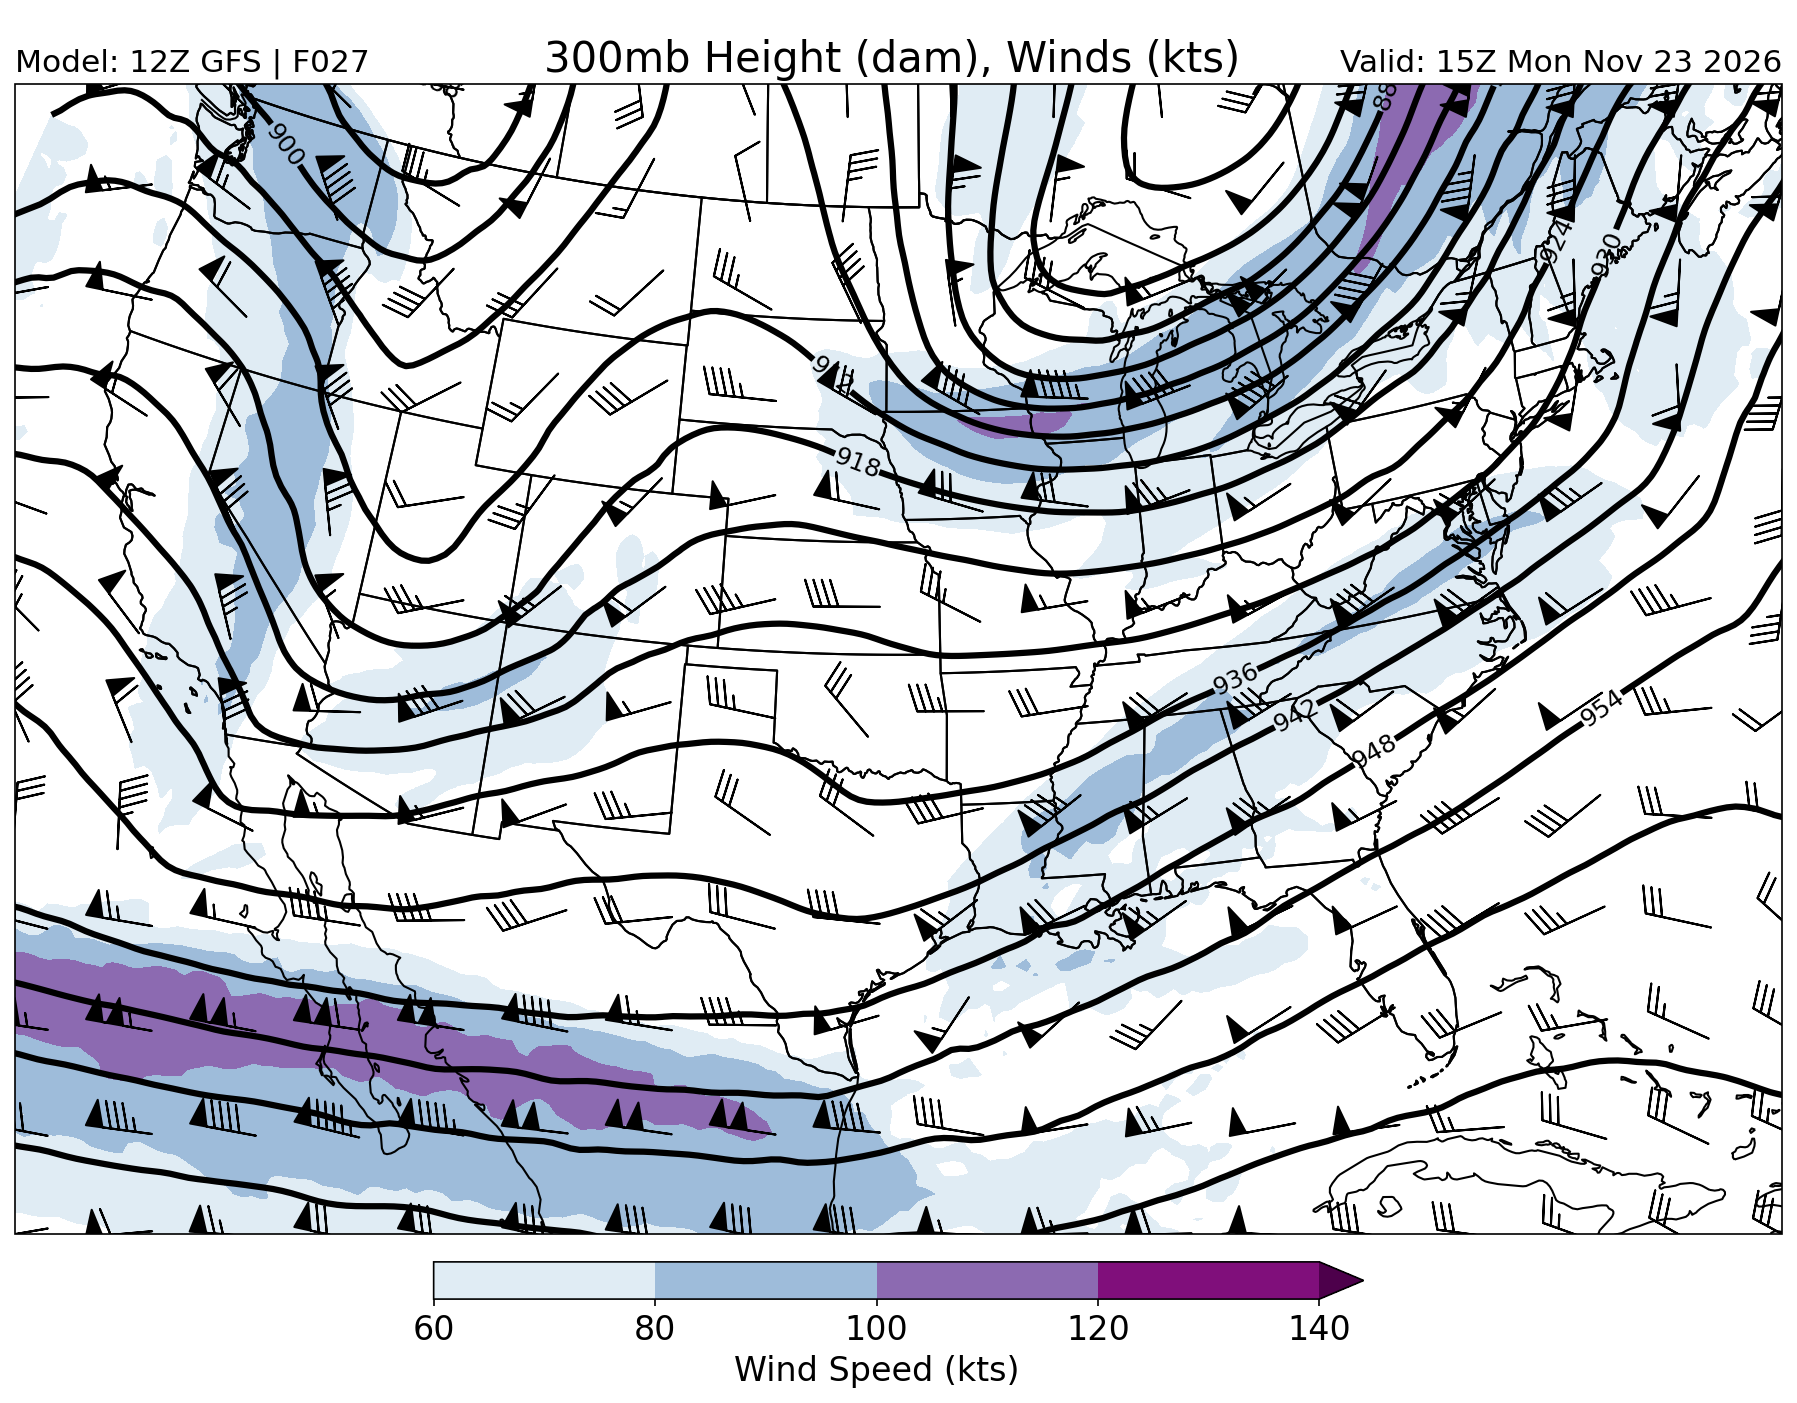 Model: 12Z GFS | F027
300mb Height (dam), Winds (kts)
Valid: 15Z Mon Nov 23 2026
900
88
924
930
918
936
942
948
954
60 80 100 120 140
Wind Speed (kts)